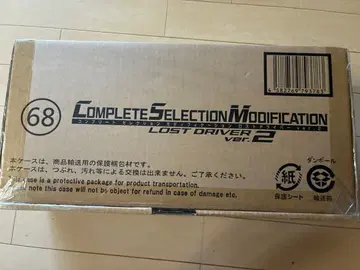 68
COMPLETE SELECTION MODIFICATION
LOST DRIVER
ver.2
本ケースは、商品輸送用の保護梱包材です。
本ケースは、つぶれ、汚れ等による交換は出来ません。ご了承ください。
case is a protective package for product transportation.
note this case will not be object for refund in case of damage etc.
紙
保護シート
ダンボール
輸送箱